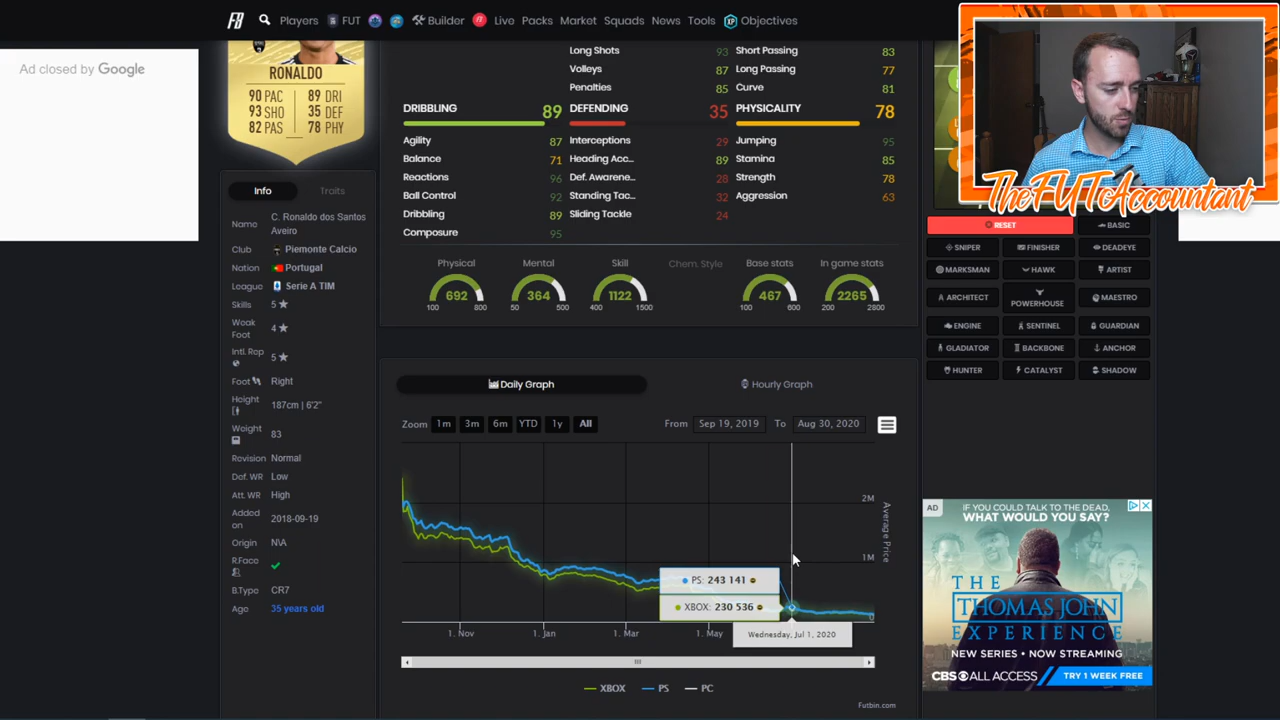 Players FUT Builder Live Packs Market Squads News Tools Objectives
Ad closed by Google
RONALDO
90 PAC 89 DRI
93 SHO 35 DEF
82 PAS 78 PHY
Info Traits
Name C. Ronaldo dos Santos Aveiro
Club Piemonte Calcio
Nation Portugal
League Serie A TIM
Skills 5
Weak Foot 4
Intl. Rep 5
Foot Right
Height 187cm | 6'2"
Weight 83
Revision Normal
Def. WR Low
Att. WR High
Added on 2018-09-19
Origin N\A
R.Face
B.Type CR7
Age 35 years old
Long Shots 93 Short Passing 83
Volleys 87 Long Passing 77
Penalties 85 Curve 81
DRIBBLING 89 DEFENDING 35 PHYSICALITY 78
Agility 87 Interceptions 29 Jumping 95
Balance 71 Heading Acc... 89 Stamina 85
Reactions 96 Def. Awarene... 28 Strength 78
Ball Control 92 Standing Tac... 32 Aggression 63
Dribbling 89 Sliding Tackle 24
Composure 95
Physical Mental Skill Chem. Style Base stats In game stats
692 364 1122 467 2265
100 800 50 500 400 1500 100 600 100 2800
Daily Graph Hourly Graph
Zoom 1m 3m 6m YTD 1y All From Sep 19, 2019 To Aug 30, 2020
2M
1M
0
Average Price
PS: 243 141
XBOX: 230 536
1. Nov 1. Jan 1. Mar 1. May
Wednesday, Jul 1, 2020
XBOX PS PC
Futbin.com
TheFUTAccountant
RESET BASIC
SNIPER FINISHER DEADEYE
MARKSMAN HAWK ARTIST
ARCHITECT POWERHOUSE MAESTRO
ENGINE SENTINEL GUARDIAN
GLADIATOR BACKBONE ANCHOR
HUNTER CATALYST SHADOW
AD
IF YOU COULD TALK TO THE DEAD,
WHAT WOULD YOU SAY?
THE
THOMAS JOHN
EXPERIENCE
NEW SERIES • NOW STREAMING
CBS ALL ACCESS TRY 1 WEEK FREE